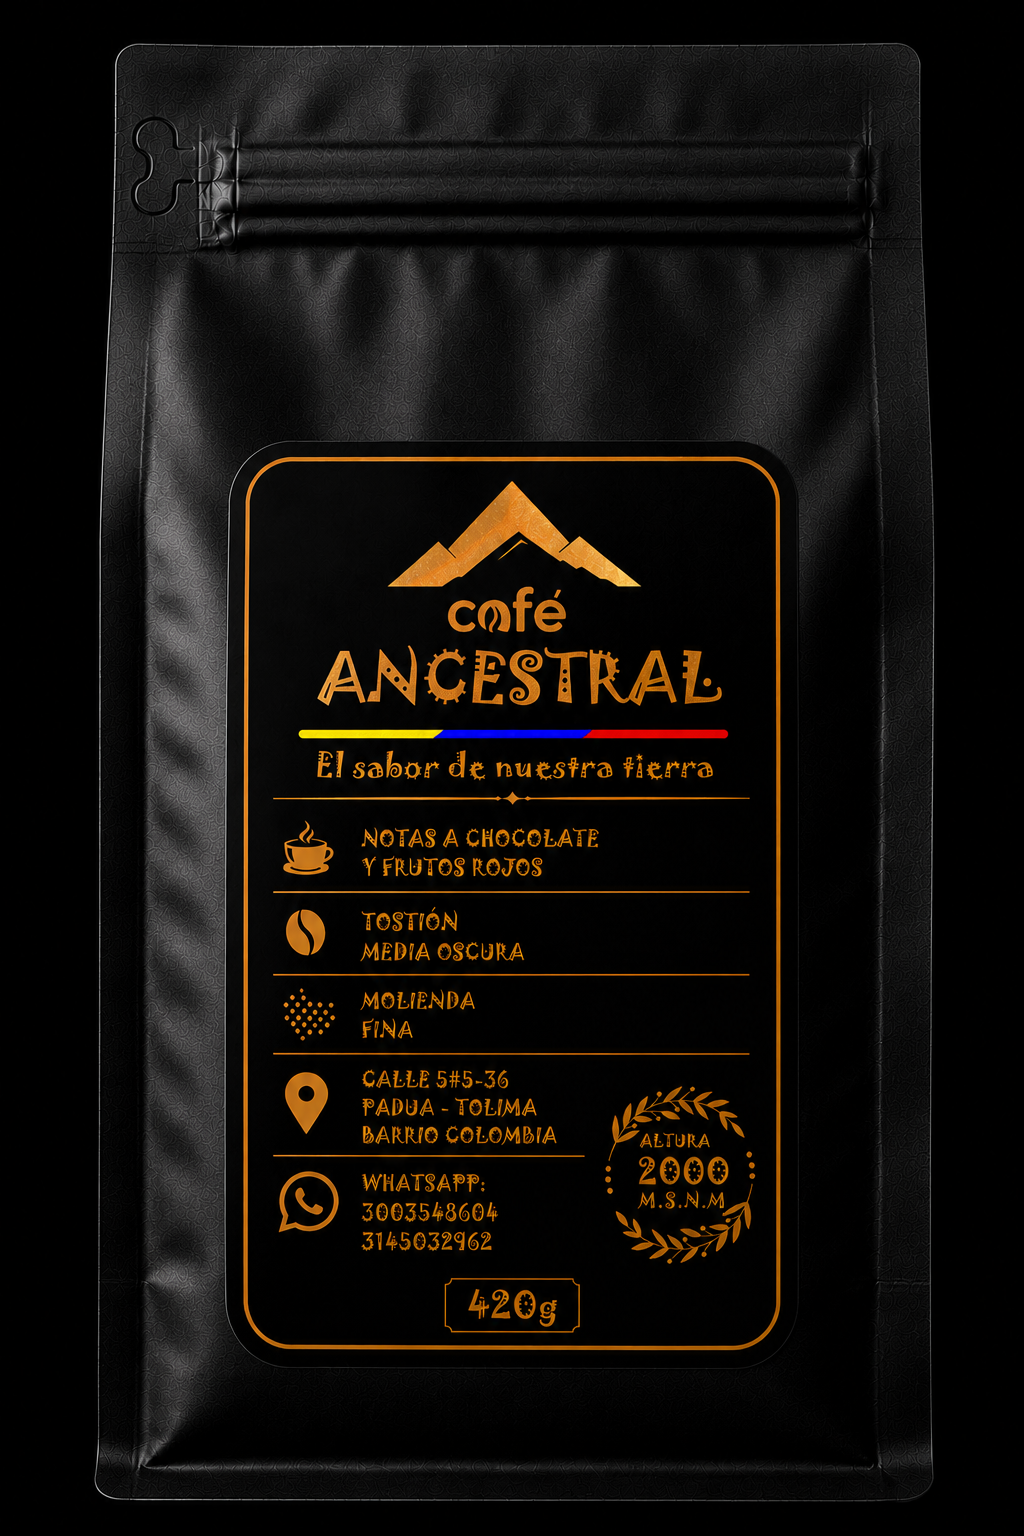 café
ANCESTRAL
El sabor de nuestra tierra
NOTAS A CHOCOLATE
Y FRUTOS ROJOS
TOSTIÓN
MEDIA OSCURA
MOLIENDA
FINA
CALLE 5#5-36
PADUA - TOLIMA
BARRIO COLOMBIA
WHATSAPP:
3003548604
3145032962
ALTURA
2000
M.S.N.M
420g